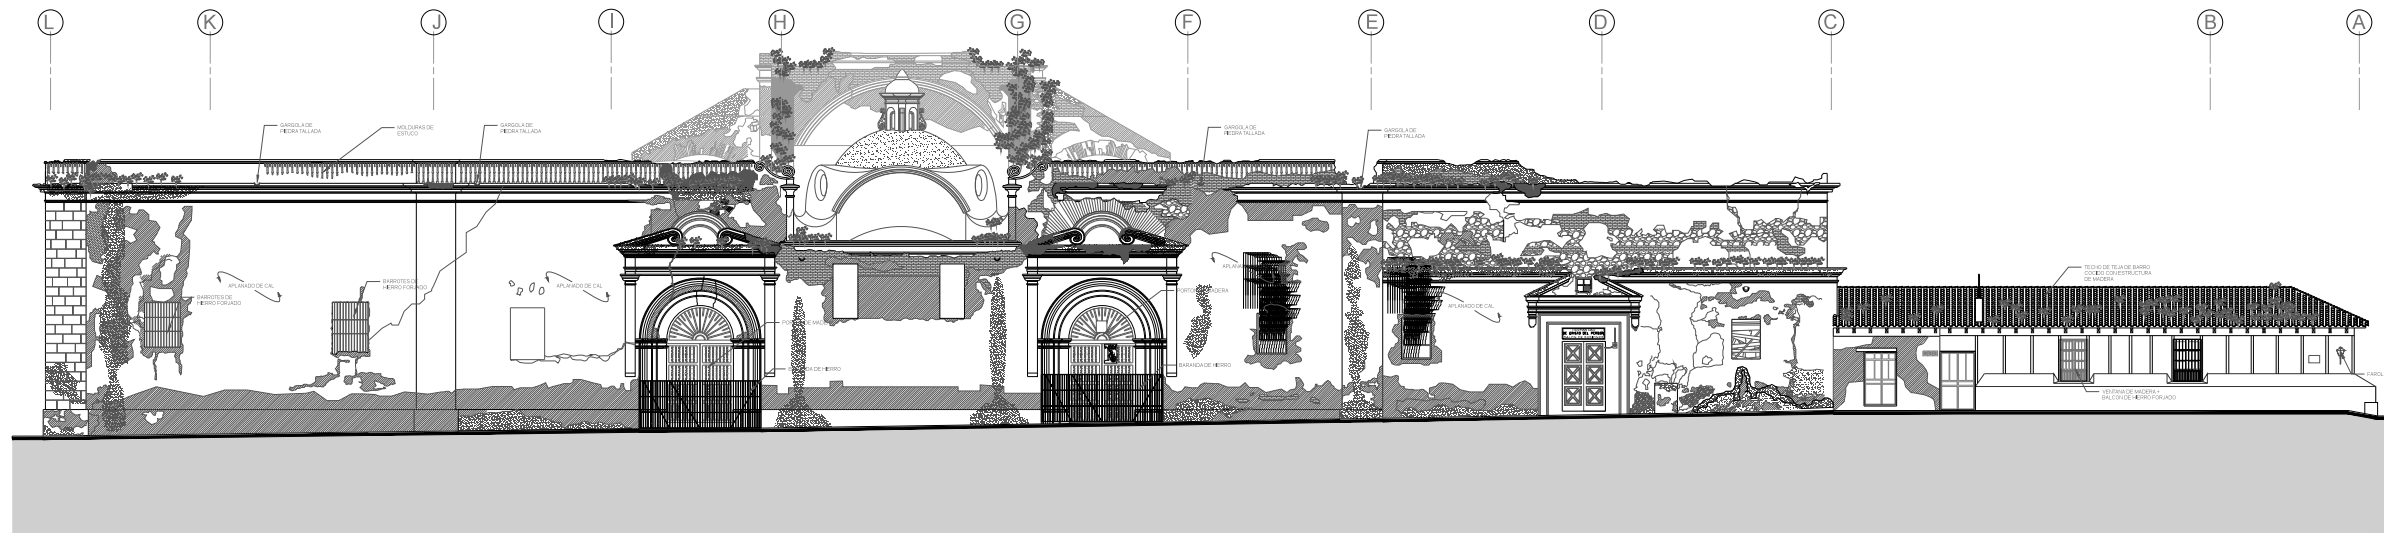 L K J I H G F E D C B A
GARGOLA DE
PIEDRA TALLADA
MOLDURAS DE
ESTUCO
GARGOLA DE
PIEDRA TALLADA
GARGOLA DE
PIEDRA TALLADA
GARGOLA DE
PIEDRA TALLADA
APLANADO DE CAL
BARROTES DE
HIERRO FORJADO
BARROTES DE
HIERRO FORJADO
APLANADO DE CAL
APLANADO DE CAL
TECHO DE TEJA DE BARRO
COCIDO CON ESTRUCTURA
DE MADERA
BARANDA DE HIERRO
FAROL
VENTANA DE MADERA +
BALCON DE HIERRO FORJADO